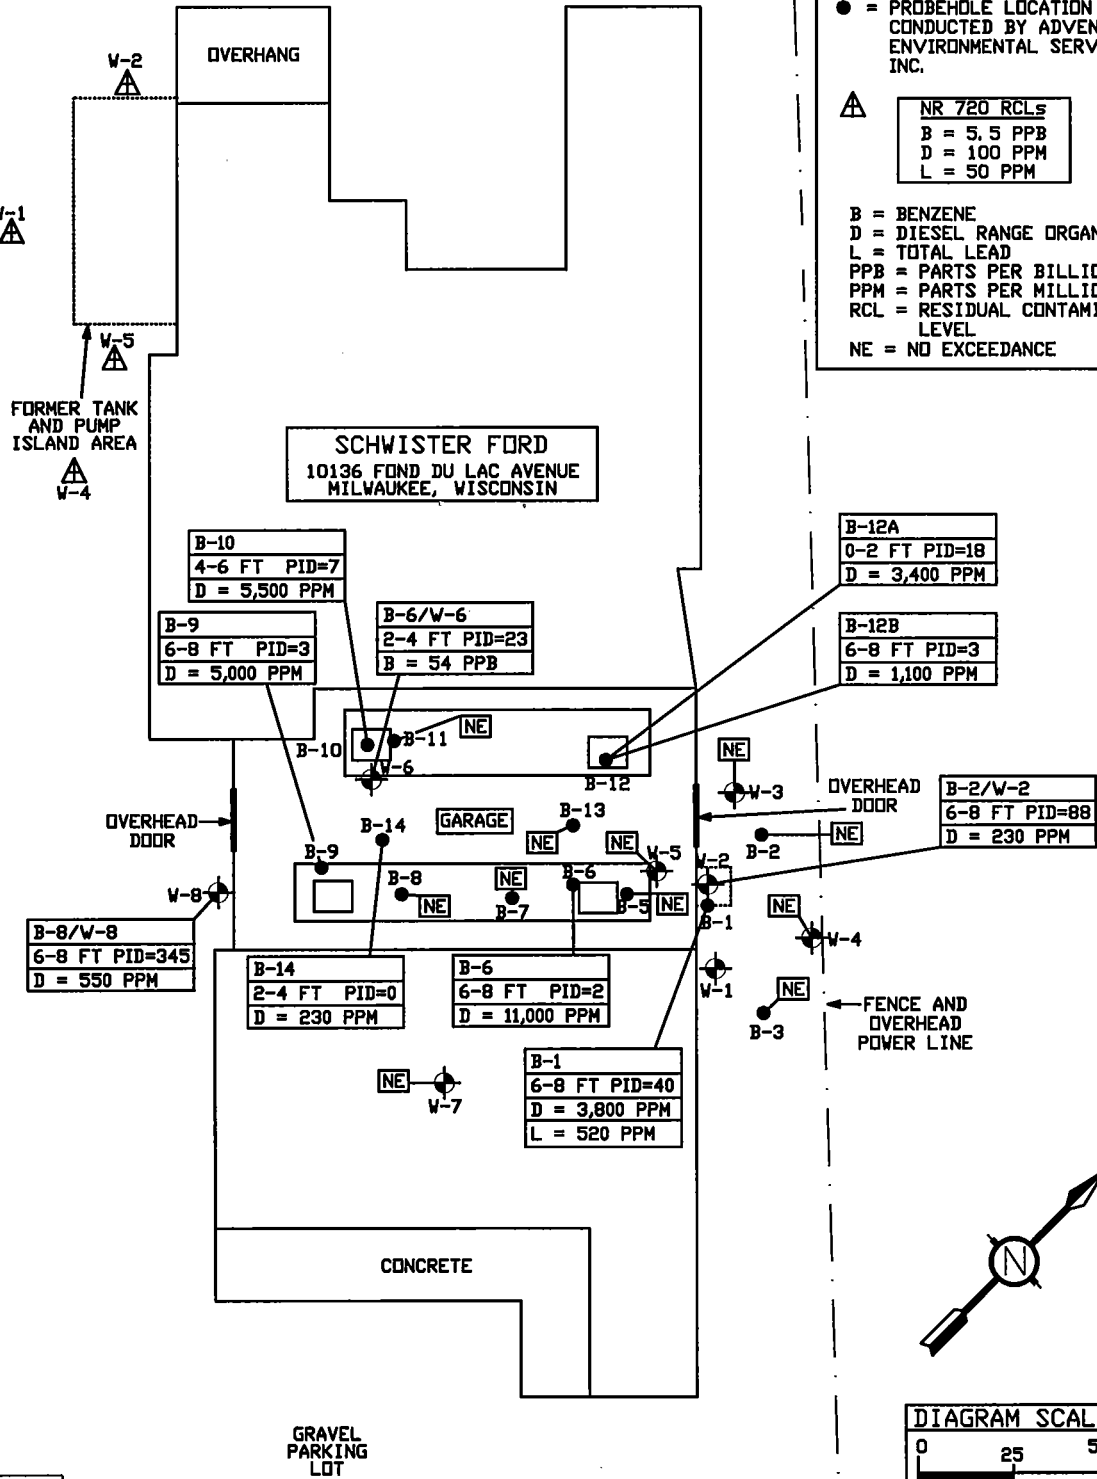 ● = PROBEHOLE LOCATION
CONDUCTED BY ADVEN
ENVIRONMENTAL SERV
INC.
NR 720 RCLs
B = 5.5 PPB
D = 100 PPM
L = 50 PPM
B = BENZENE
D = DIESEL RANGE ORGAN
L = TOTAL LEAD
PPB = PARTS PER BILLIO
PPM = PARTS PER MILLIO
RCL = RESIDUAL CONTAMI
LEVEL
NE = NO EXCEEDANCE
OVERHANG
W-2
W-1
W-5
FORMER TANK
AND PUMP
ISLAND AREA
W-4
SCHWISTER FORD
10136 FOND DU LAC AVENUE
MILWAUKEE, WISCONSIN
B-10
4-6 FT PID=7
D = 5,500 PPM
B-12A
0-2 FT PID=18
D = 3,400 PPM
B-9
6-8 FT PID=3
D = 5,000 PPM
B-6/W-6
2-4 FT PID=23
B = 54 PPB
B-12B
6-8 FT PID=3
D = 1,100 PPM
NE
B-10
B-11
W-6
B-12
NE
W-3
OVERHEAD
DOOR
B-2/W-2
6-8 FT PID=88
D = 230 PPM
OVERHEAD
DOOR
B-14
GARAGE
B-13
NE
NE
W-5
B-2
NE
B-9
B-8
NE
NE
B-7
B-6
B-5
NE
W-2
B-1
NE
W-4
W-8
B-8/W-8
6-8 FT PID=345
D = 550 PPM
B-14
2-4 FT PID=0
D = 230 PPM
B-6
6-8 FT PID=2
D = 11,000 PPM
W-1
NE
B-3
FENCE AND
OVERHEAD
POWER LINE
B-1
6-8 FT PID=40
D = 3,800 PPM
L = 520 PPM
NE
W-7
CONCRETE
N
GRAVEL
PARKING
LOT
DIAGRAM SCAL
0 25 5